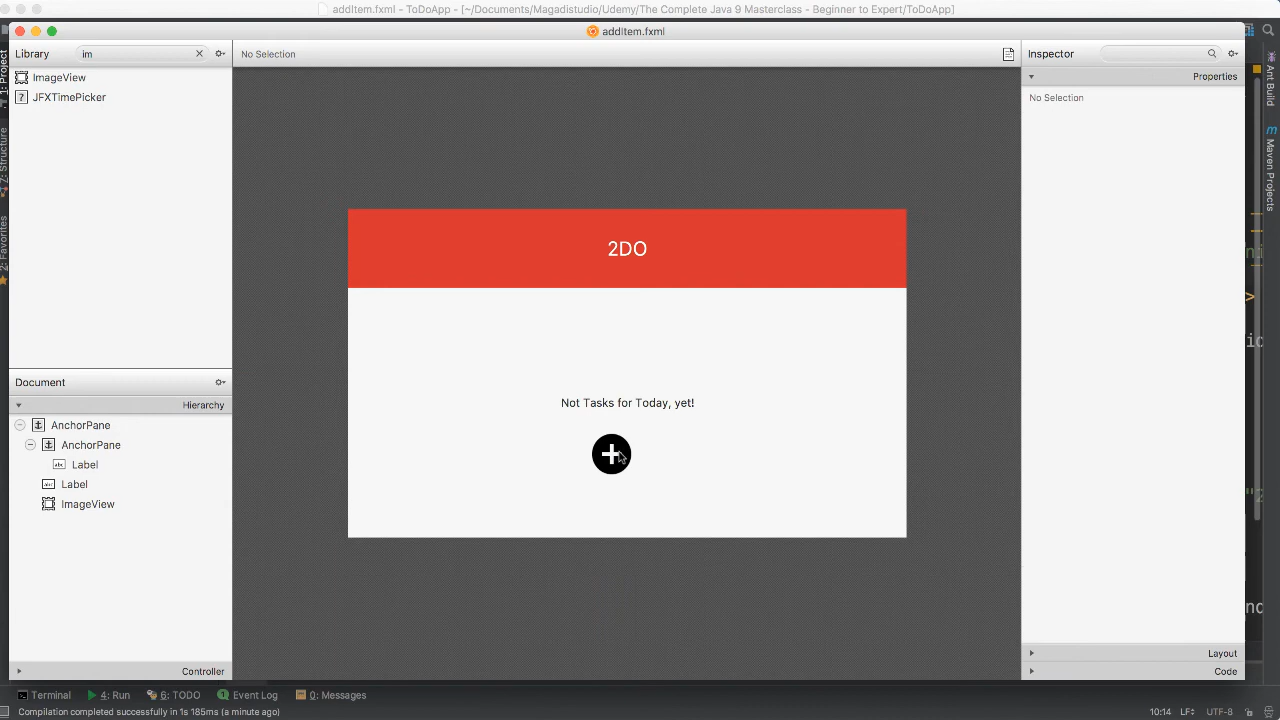 addItem.fxml - ToDoApp - [~/Documents/Magadistudio/Udemy/The Complete Java 9 Masterclass - Beginner to Expert/ToDoApp]
addItem.fxml
Library
im
No Selection
Inspector
ImageView
JFXTimePicker
Properties
No Selection
1: Project
Z: Structure
2: Favorites
Ant Build
Maven Projects
2DO
Not Tasks for Today, yet!
Document
Hierarchy
AnchorPane
AnchorPane
abc Label
abc Label
ImageView
Controller
Layout
Code
Terminal
4: Run
6: TODO
Event Log
0: Messages
Compilation completed successfully in 1s 185ms (a minute ago)
10:14 LF UTF-8